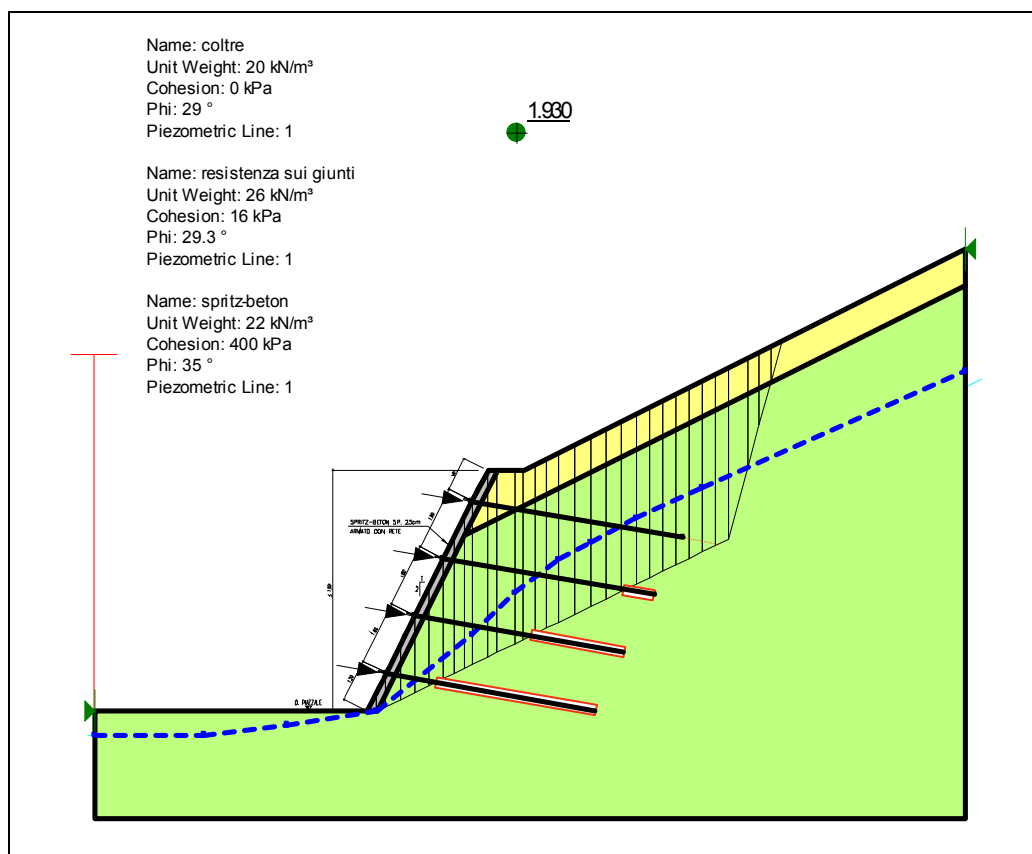 Name: coltre
Unit Weight: 20 kN/m³
Cohesion: 0 kPa
Phi: 29 °
Piezometric Line: 1
1.930
Name: resistenza sui giunti
Unit Weight: 26 kN/m³
Cohesion: 16 kPa
Phi: 29.3 °
Piezometric Line: 1
Name: spritz-beton
Unit Weight: 22 kN/m³
Cohesion: 400 kPa
Phi: 35 °
Piezometric Line: 1
SPRITZ-BETON SP. 25cm
ARMATO CON RETE